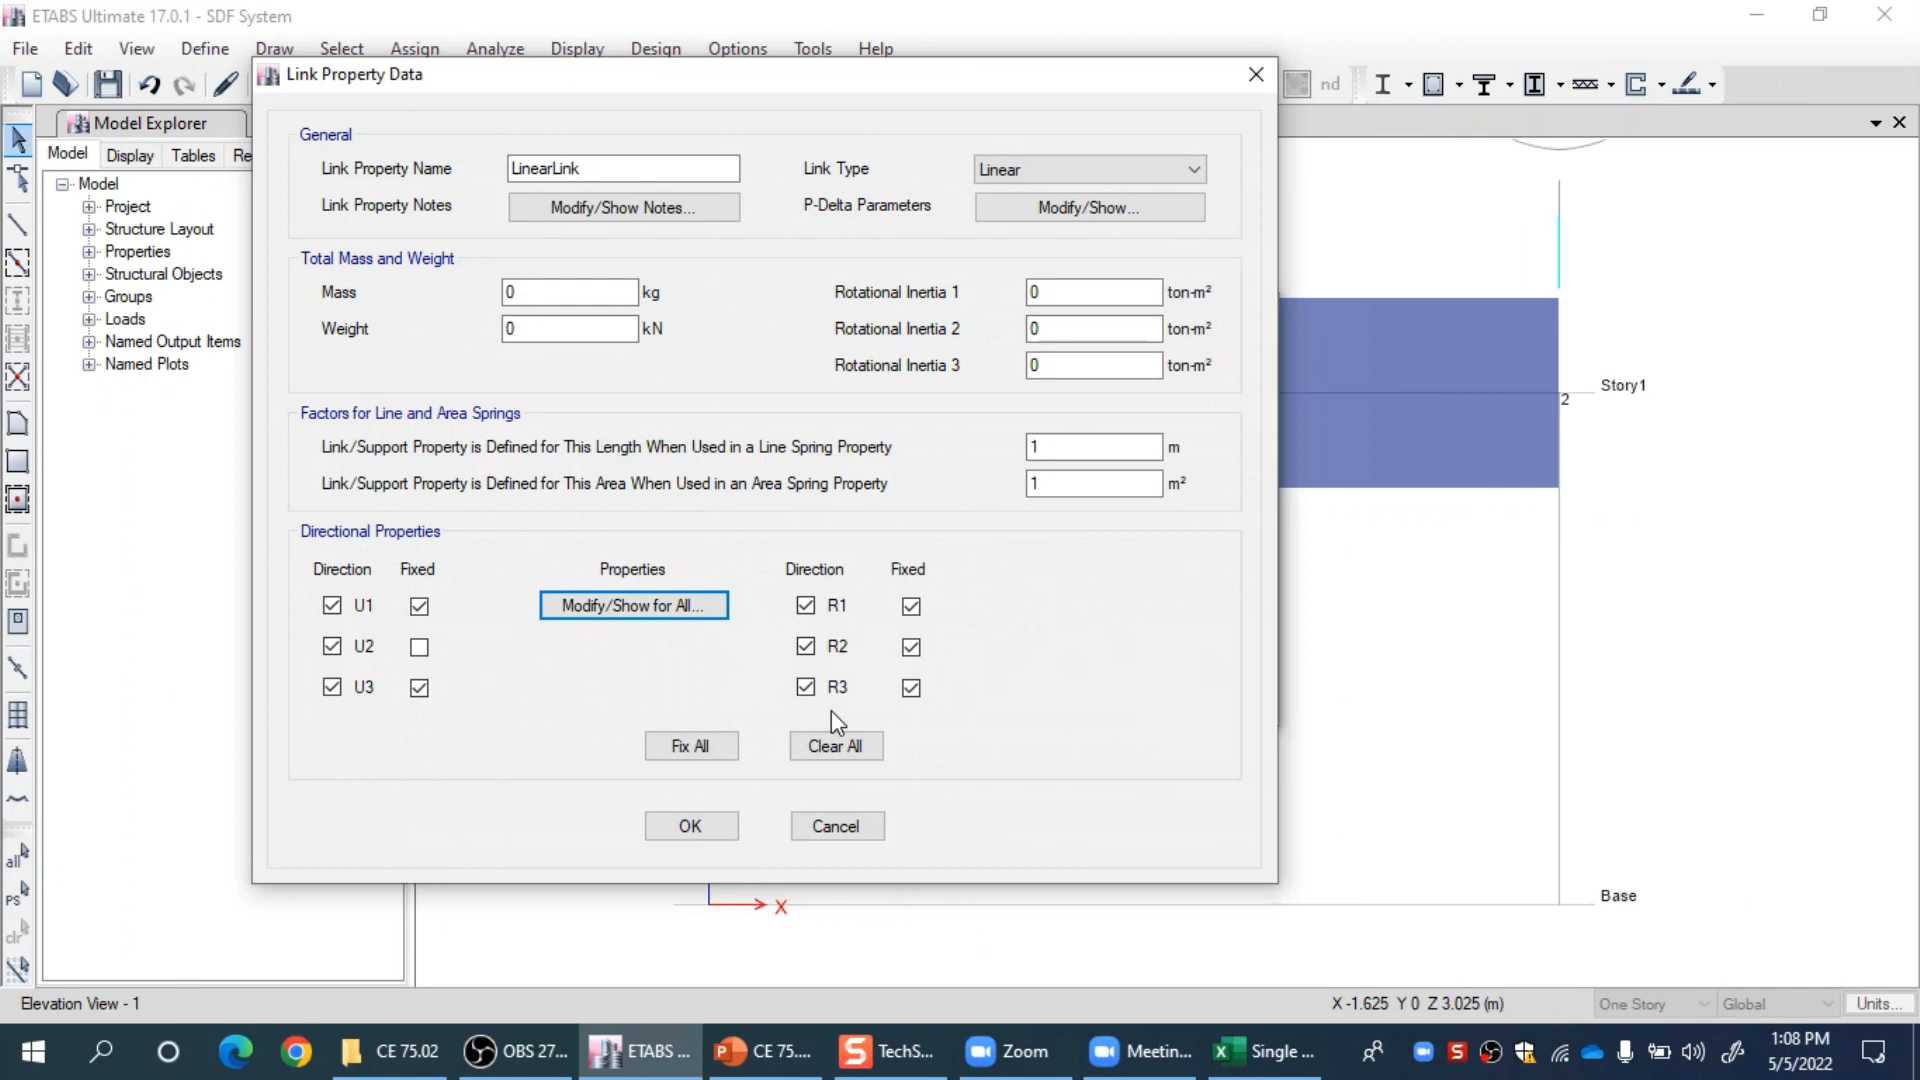 ETABS Ultimate 17.0.1 - SDF System
File Edit View Define Draw Select Assign Analyze Display Design Options Tools Help
Link Property Data
nd
Model Explorer
Model Display Tables Re
Model
Project
Structure Layout
Properties
Structural Objects
Groups
Loads
Named Output Items
Named Plots
General
Link Property Name LinearLink Link Type Linear
Link Property Notes Modify/Show Notes... P-Delta Parameters Modify/Show...
Total Mass and Weight
Mass 0 kg Rotational Inertia 1 0 ton-m²
Weight 0 kN Rotational Inertia 2 0 ton-m²
Rotational Inertia 3 0 ton-m²
Factors for Line and Area Springs
Link/Support Property is Defined for This Length When Used in a Line Spring Property 1 m
Link/Support Property is Defined for This Area When Used in an Area Spring Property 1 m²
Directional Properties
Direction Fixed Properties Direction Fixed
U1 Modify/Show for All... R1
U2 R2
U3 R3
Fix All Clear All
OK Cancel
Story1
2
Base
X
all
PS
clr
Elevation View - 1 X -1.625 Y 0 Z 3.025 (m) One Story Global Units...
CE 75.02 OBS 27... ETABS ... CE 75.... TechS... Zoom Meetin... Single ... 1:08 PM
5/5/2022